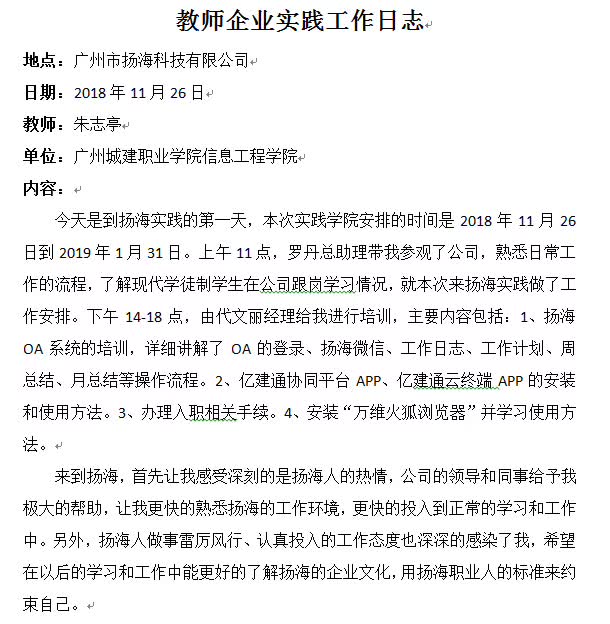 教师企业实践工作日志
地点：广州市扬海科技有限公司
日期：2018 年 11 月 26 日
教师：朱志亭
单位：广州城建职业学院信息工程学院
内容：
今天是到扬海实践的第一天，本次实践学院安排的时间是 2018 年 11 月 26
日到 2019 年 1 月 31 日。上午 11 点，罗丹总助理带我参观了公司，熟悉日常工
作的流程，了解现代学徒制学生在公司跟岗学习情况，就本次来扬海实践做了工
作安排。下午 14-18 点，由代文丽经理给我进行培训，主要内容包括：1、扬海
OA 系统的培训，详细讲解了 OA 的登录、扬海微信、工作日志、工作计划、周
总结、月总结等操作流程。2、亿建通协同平台 APP、亿建通云终端 APP 的安装
和使用方法。3、办理入取相关手续。4、安装“万维火狐浏览器”并学习使用方
法。
来到扬海，首先让我感受深刻的是扬海人的热情，公司的领导和同事给予我
极大的帮助，让我更快的熟悉扬海的工作环境，更快的投入到正常的学习和工作
中。另外，扬海人做事雷厉风行、认真投入的工作态度也深深的感染了我，希望
在以后的学习和工作中能更好的了解扬海的企业文化，用扬海职业人的标准来约
束自己。